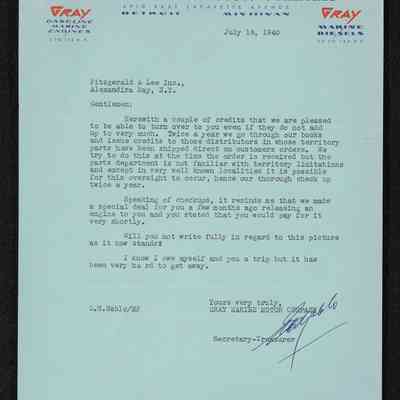 GRAY
GASOLINE
MARINE
ENGINES
6910 EAST LAFAYETTE AVENUE
DETROIT MICHIGAN
GRAY
MARINE
DIESELS
July 18, 1940
Fitzgerald & Lee Inc.,
Alexandria Bay, N.Y.
Gentlemen:
Herewith a couple of credits that we are pleased
to be able to turn over to you even if they do not add
up to very much. Twice a year we go through our books
and issue credits to those distributors in whose territory
parts have been shipped direct on customers orders. We
try to do this at the time the order is received but the
parts department is not familiar with territory limitations
and except in very well known localities it is possible
for this oversight to occur, hence our thorough check up
twice a year.
Speaking of checkups, it reminds me that we made
a special deal for you a few months ago releasing an
engine to you and you stated that you would pay for it
very shortly.
Will you not write fully in regard to this picture
as it now stands?
I know I owe myself and you a trip but it has
been very ha rd to get away.
Yours very truly,
GRAY MARINE MOTOR COMPANY
Secretary-Treasurer